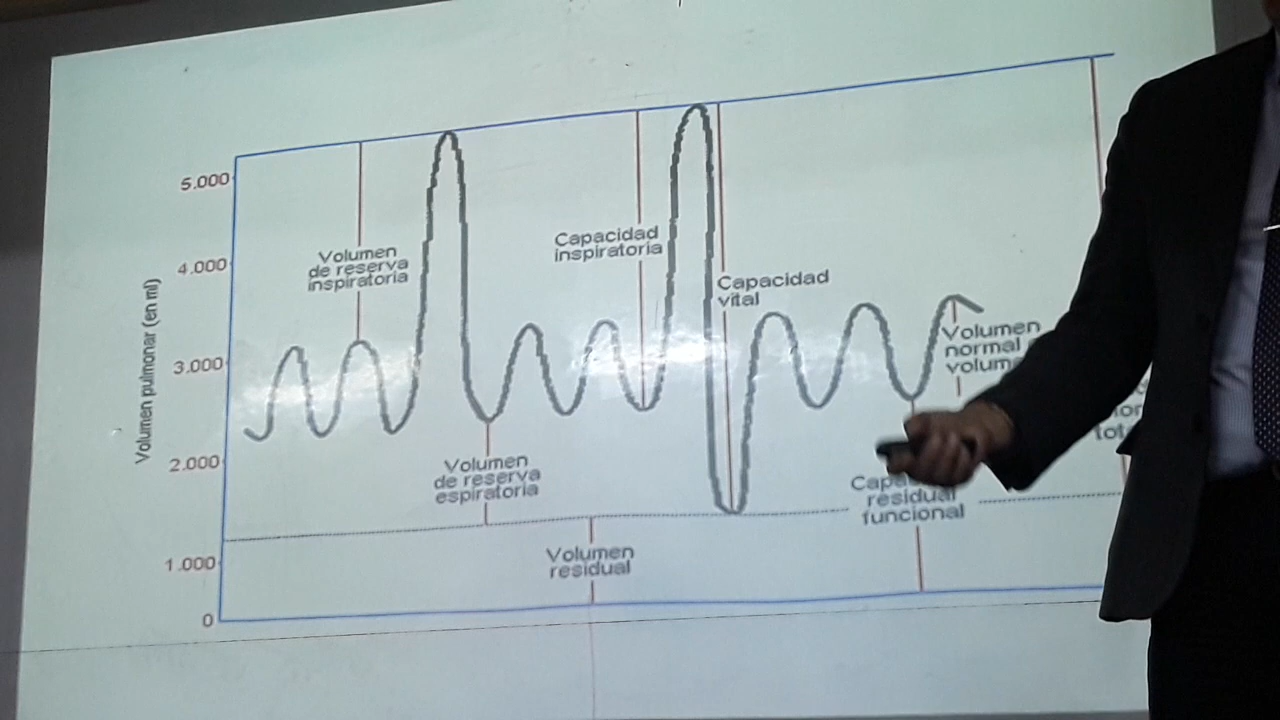 5.000
4.000
3.000
2.000
1.000
0
Volumen pulmonar (en ml)
Volumen
de reserva
inspiratoria
Capacidad
inspiratoria
Capacidad
vital
Volumen
normal
Volumen
de reserva
espiratoria
residual
funcional
Volumen
residual